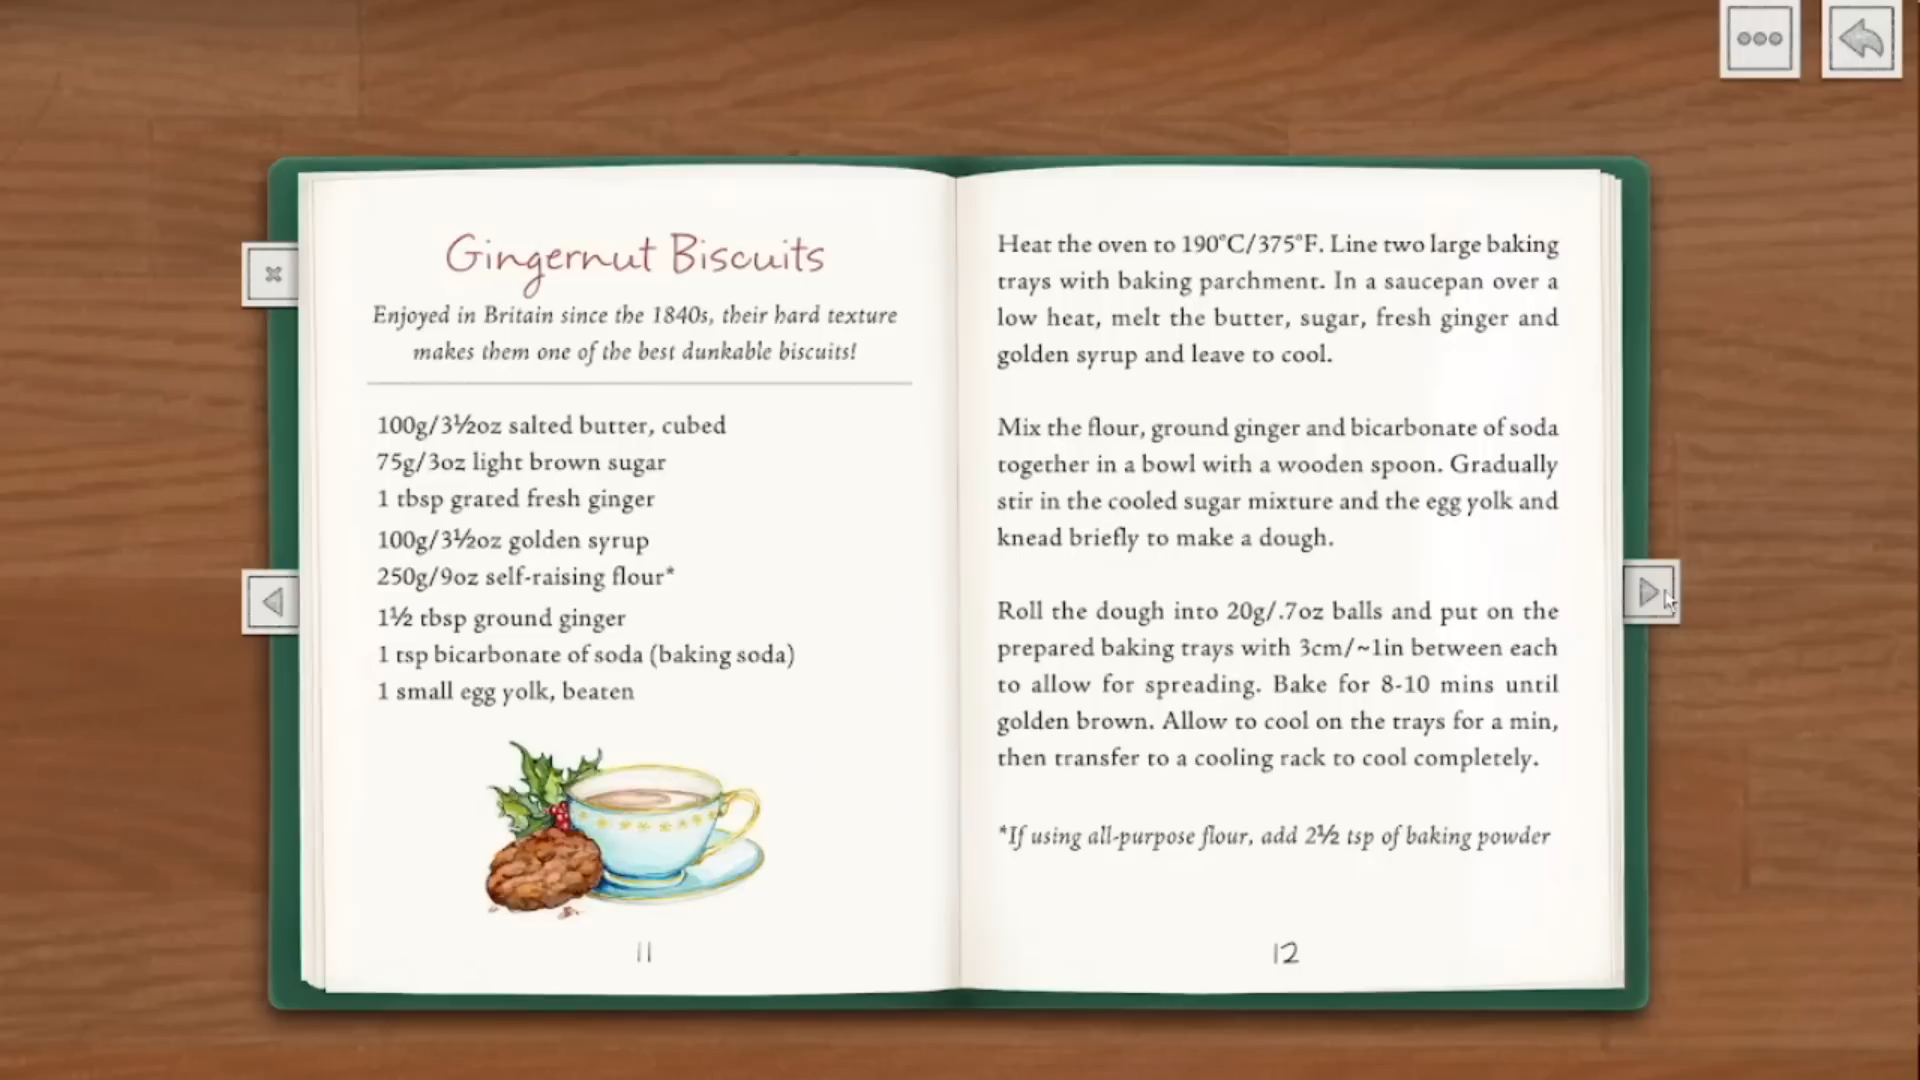 Gingernut Biscuits
Enjoyed in Britain since the 1840s, their hard texture
makes them one of the best dunkable biscuits!
100g/3½oz salted butter, cubed
75g/3oz light brown sugar
1 tbsp grated fresh ginger
100g/3½oz golden syrup
250g/9oz self-raising flour*
1½ tbsp ground ginger
1 tsp bicarbonate of soda (baking soda)
1 small egg yolk, beaten
11
Heat the oven to 190°C/375°F. Line two large baking
trays with baking parchment. In a saucepan over a
low heat, melt the butter, sugar, fresh ginger and
golden syrup and leave to cool.
Mix the flour, ground ginger and bicarbonate of soda
together in a bowl with a wooden spoon. Gradually
stir in the cooled sugar mixture and the egg yolk and
knead briefly to make a dough.
Roll the dough into 20g/.7oz balls and put on the
prepared baking trays with 3cm/~1in between each
to allow for spreading. Bake for 8-10 mins until
golden brown. Allow to cool on the trays for a min,
then transfer to a cooling rack to cool completely.
*If using all-purpose flour, add 2½ tsp of baking powder
12